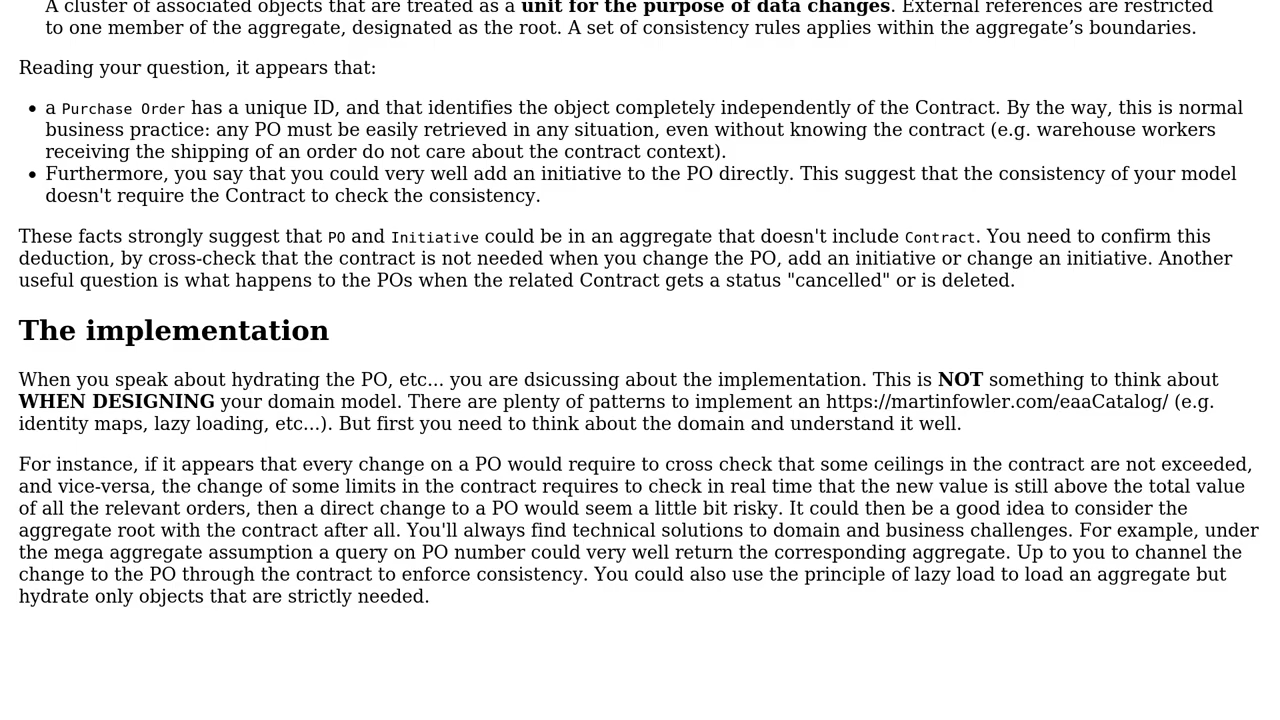 A cluster of associated objects that are treated as a unit for the purpose of data changes. External references are restricted
to one member of the aggregate, designated as the root. A set of consistency rules applies within the aggregate’s boundaries.
Reading your question, it appears that:
• a Purchase Order has a unique ID, and that identifies the object completely independently of the Contract. By the way, this is normal
business practice: any PO must be easily retrieved in any situation, even without knowing the contract (e.g. warehouse workers
receiving the shipping of an order do not care about the contract context).
• Furthermore, you say that you could very well add an initiative to the PO directly. This suggest that the consistency of your model
doesn't require the Contract to check the consistency.
These facts strongly suggest that PO and Initiative could be in an aggregate that doesn't include Contract. You need to confirm this
deduction, by cross-check that the contract is not needed when you change the PO, add an initiative or change an initiative. Another
useful question is what happens to the POs when the related Contract gets a status "cancelled" or is deleted.
The implementation
When you speak about hydrating the PO, etc... you are dsicussing about the implementation. This is NOT something to think about
WHEN DESIGNING your domain model. There are plenty of patterns to implement an https://martinfowler.com/eaaCatalog/ (e.g.
identity maps, lazy loading, etc...). But first you need to think about the domain and understand it well.
For instance, if it appears that every change on a PO would require to cross check that some ceilings in the contract are not exceeded,
and vice-versa, the change of some limits in the contract requires to check in real time that the new value is still above the total value
of all the relevant orders, then a direct change to a PO would seem a little bit risky. It could then be a good idea to consider the
aggregate root with the contract after all. You'll always find technical solutions to domain and business challenges. For example, under
the mega aggregate assumption a query on PO number could very well return the corresponding aggregate. Up to you to channel the
change to the PO through the contract to enforce consistency. You could also use the principle of lazy load to load an aggregate but
hydrate only objects that are strictly needed.